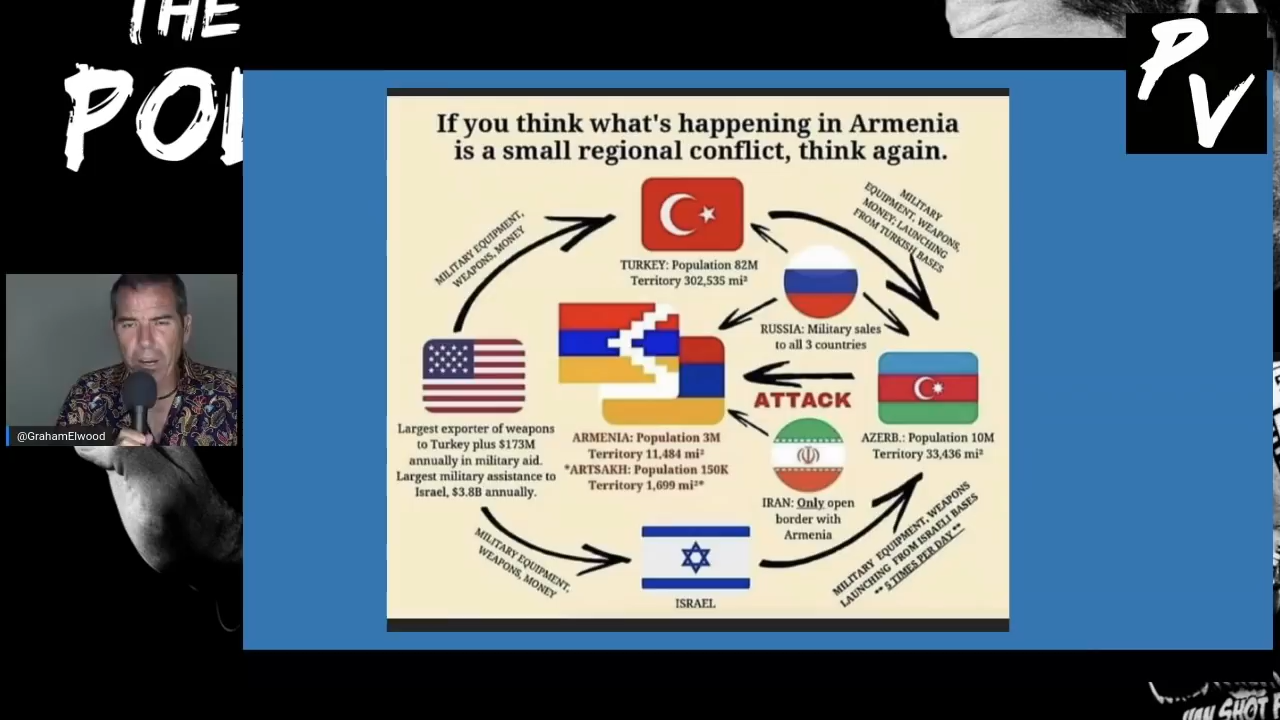 THE
PO
PV
If you think what's happening in Armenia
is a small regional conflict, think again.
MILITARY EQUIPMENT,
WEAPONS, MONEY
MILITARY
EQUIPMENT, WEAPONS,
MONEY; LAUNCHING
FROM TURKISH BASES
TURKEY: Population 82M
Territory 302,535 mi²
RUSSIA: Military sales
to all 3 countries
ATTACK
Largest exporter of weapons
to Turkey plus $173M
annually in military aid.
Largest military assistance to
Israel, $3.8B annually.
ARMENIA: Population 3M
Territory 11,484 mi²
*ARTSAKH: Population 150K
Territory 1,699 mi²*
AZERB.: Population 10M
Territory 33,436 mi²
IRAN: Only open
border with
Armenia
MILITARY EQUIPMENT,
WEAPONS, MONEY
MILITARY EQUIPMENT, WEAPONS
LAUNCHING FROM ISRAELI BASES
** 5 TIMES PER DAY **
ISRAEL
@GrahamElwood
SHOT